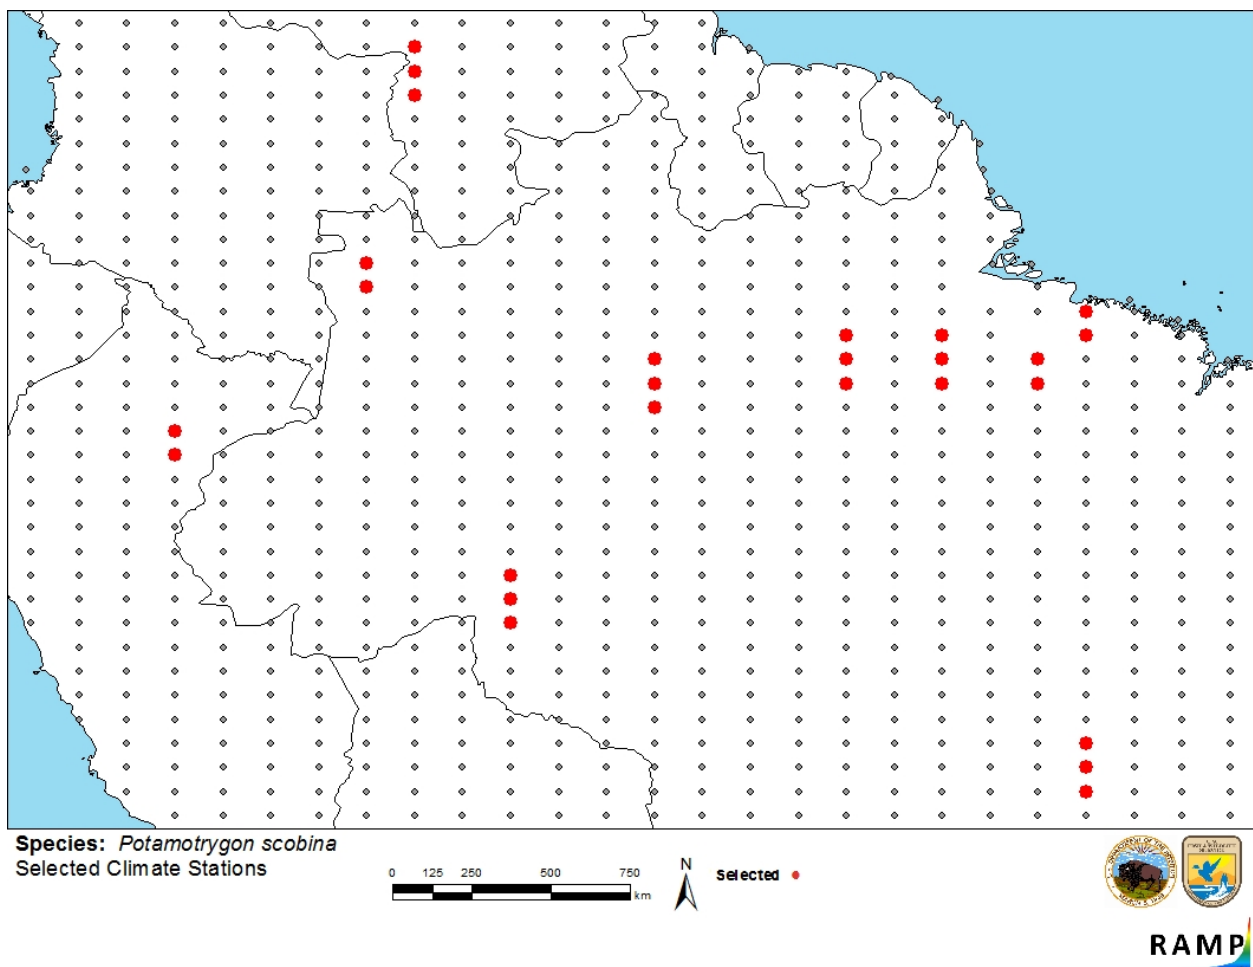 Species: Potamotrygon scobina
Selected Climate Stations
0 125 250 500 750
km
N
Selected
RAMP